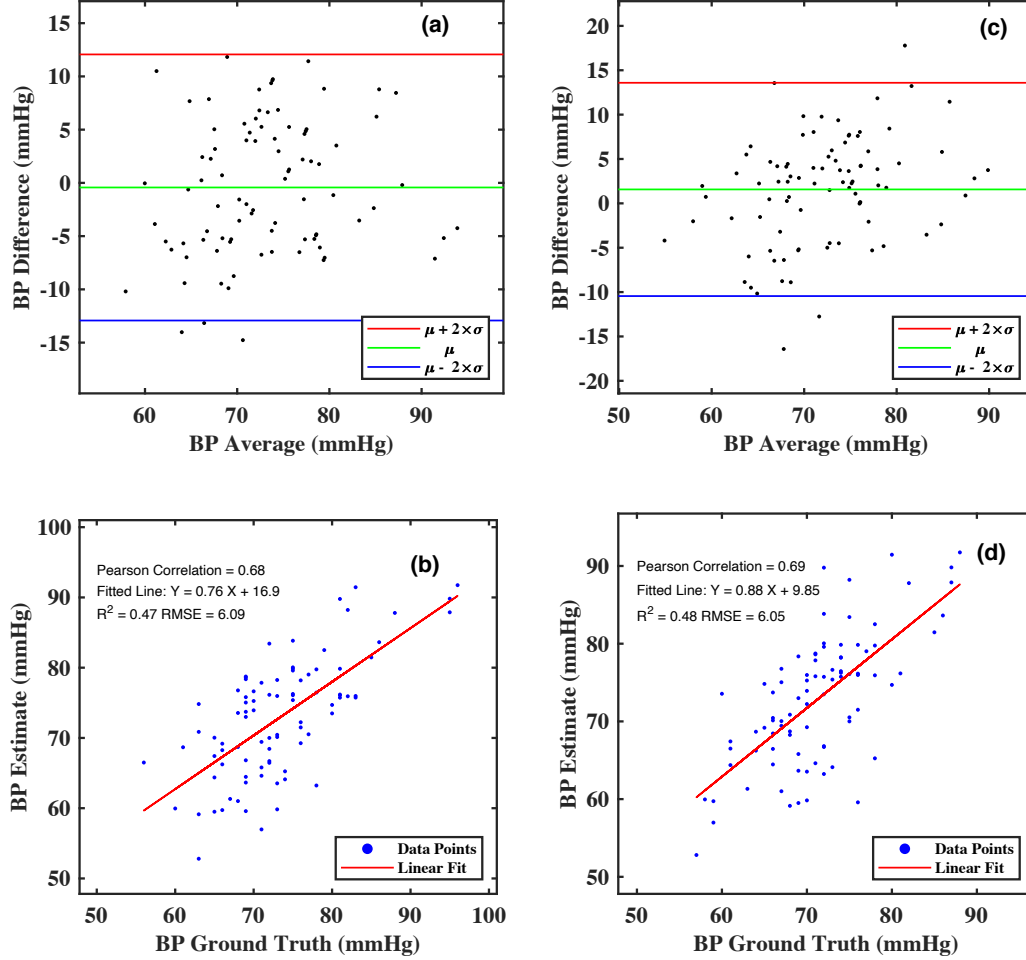 (a)
15
10
5
0
-5
-10
-15
BP Difference (mmHg)
μ + 2×σ
μ
μ - 2×σ
60
70
80
90
BP Average (mmHg)
(c)
20
15
10
5
0
-5
-10
-15
-20
BP Difference (mmHg)
μ + 2×σ
μ
μ - 2×σ
50
60
70
80
90
BP Average (mmHg)
(b)
100
90
80
70
60
50
BP Estimate (mmHg)
Pearson Correlation = 0.68
Fitted Line: Y = 0.76 X + 16.9
R² = 0.47 RMSE = 6.09
Data Points
Linear Fit
50
60
70
80
90
100
BP Ground Truth (mmHg)
(d)
90
80
70
60
50
BP Estimate (mmHg)
Pearson Correlation = 0.69
Fitted Line: Y = 0.88 X + 9.85
R² = 0.48 RMSE = 6.05
Data Points
Linear Fit
50
60
70
80
90
BP Ground Truth (mmHg)